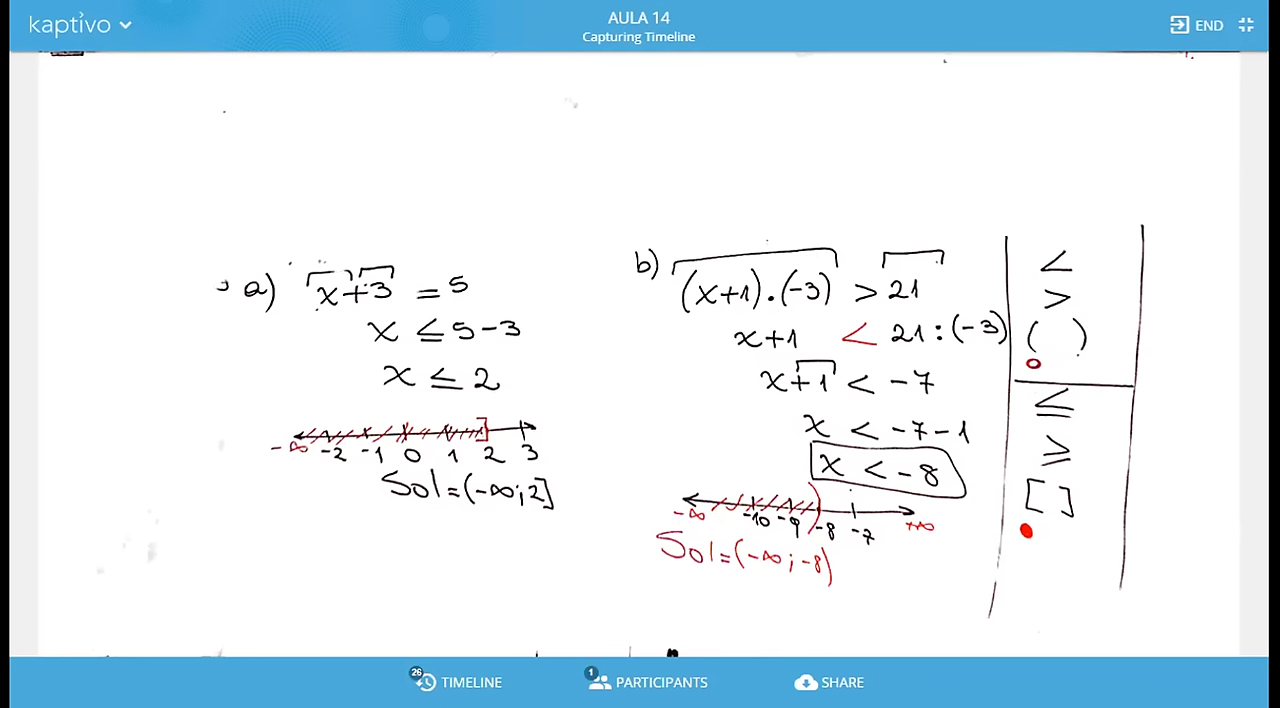 kaptivo
AULA 14
Capturing Timeline
END
a) x+3 = 5
x ≤ 5-3
x ≤ 2
-∞ -2 -1 0 1 2 3
Sol=(-∞;2]
b) (x+1).(-3) > 21
x+1 < 21:(-3)
x+1 < -7
x < -7-1
x < -8
-∞ -10 -9 -8 -7 +∞
Sol=(-∞;-8)
<
>
( )
≤
≥
[ ]
26 TIMELINE
1 PARTICIPANTS
SHARE